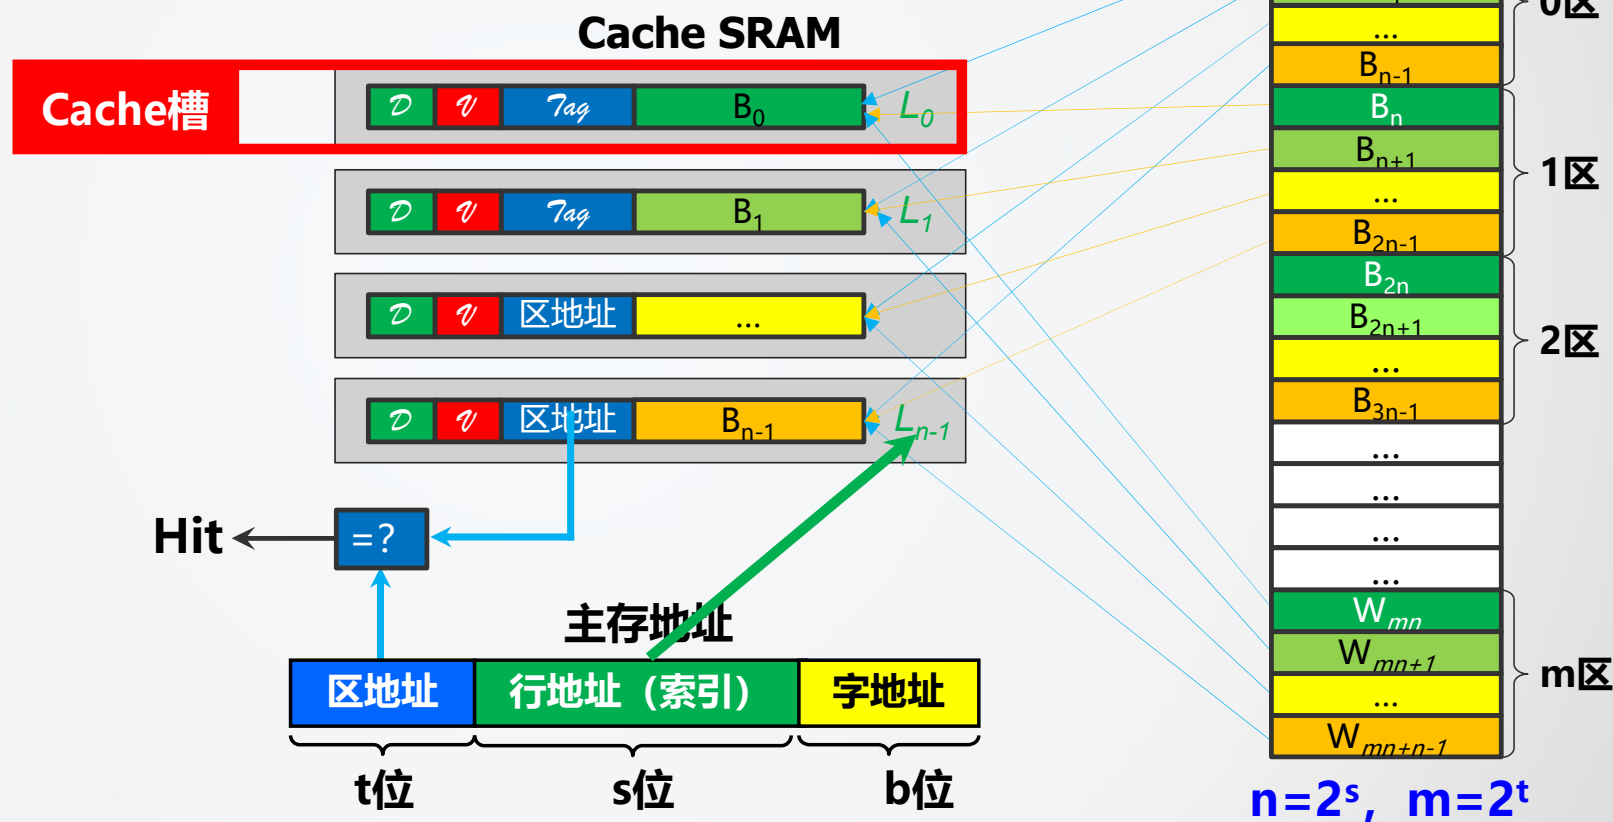 Cache SRAM
Cache槽
D V Tag B0 L0
D V Tag B1 L1
D V 区地址 ...
D V 区地址 Bn-1 Ln-1
Hit
=?
主存地址
区地址 行地址（索引） 字地址
t位 s位 b位
0区
...
Bn-1
Bn
Bn+1
...
B2n-1
1区
B2n
B2n+1
...
B3n-1
2区
...
...
...
...
Wmn
Wmn+1
...
Wmn+n-1
m区
n=2^s, m=2^t